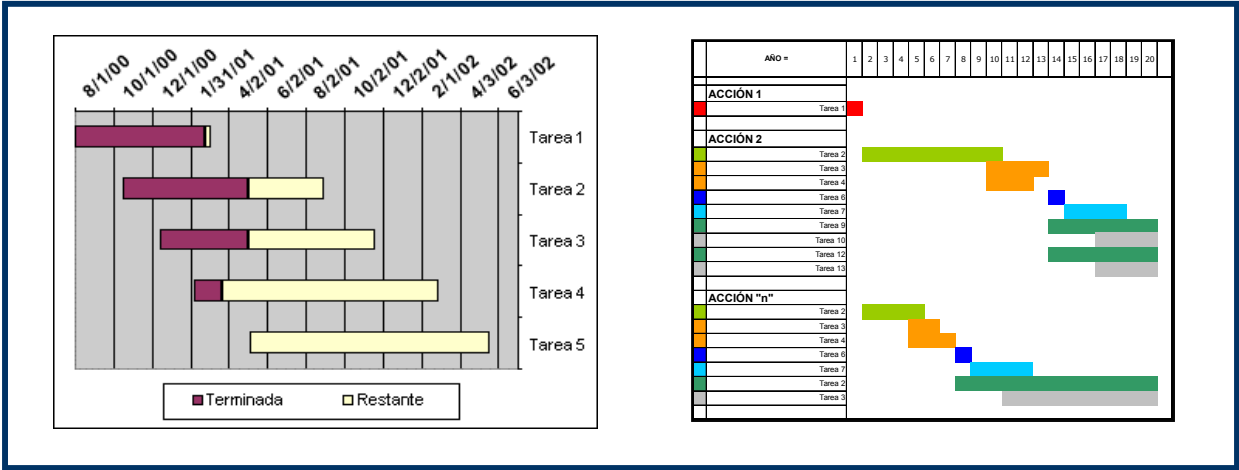 8/1/00 10/1/00 12/1/00 1/31/01 4/2/01 6/2/01 8/2/01 10/2/01 12/2/01 2/1/02 4/3/02 6/3/02
Tarea 1
Tarea 2
Tarea 3
Tarea 4
Tarea 5
Terminada Restante
AÑO = 1 2 3 4 5 6 7 8 9 10 11 12 13 14 15 16 17 18 19 20
ACCIÓN 1
Tarea 1
ACCIÓN 2
Tarea 2
Tarea 3
Tarea 4
Tarea 6
Tarea 7
Tarea 9
Tarea 10
Tarea 12
Tarea 13
ACCIÓN "n"
Tarea 2
Tarea 3
Tarea 4
Tarea 6
Tarea 7
Tarea 2
Tarea 3